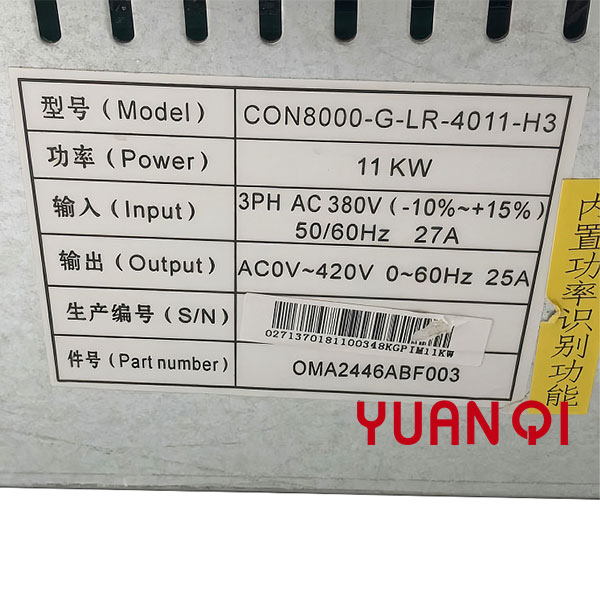 型号(Model) CON8000-G-LR-4011-H3
功率(Power) 11 KW
输入(Input) 3PH AC 380V (-10%~+15%)
50/60Hz 27A
输出(Output) AC0V~420V 0~60Hz 25A
生产编号(S/N) 0271370181100348KGPIM11KW
件号(Part number) OMA2446ABF003
内置功率识别功能
YUANQI